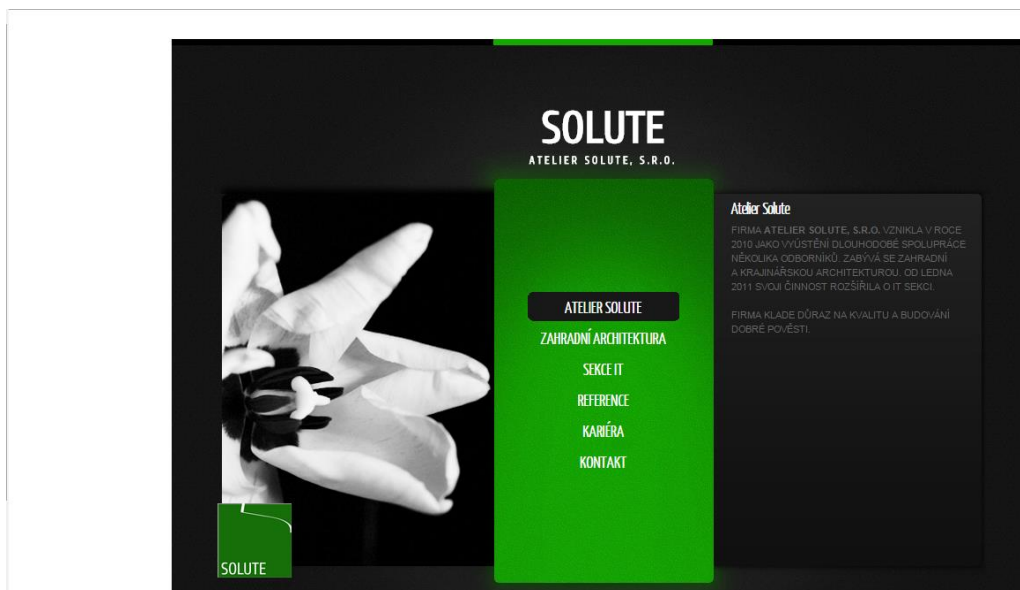 SOLUTE
ATELIER SOLUTE, S.R.O.
ATELIER SOLUTE
ZAHRADNÍ ARCHITEKTURA
SEKCE IT
REFERENCE
KARIÉRA
KONTAKT
Atelier Solute
FIRMA ATELIER SOLUTE, S.R.O. VZNIKLA V ROCE
2010 JAKO VYÚSTĚNÍ DLOUHODOBÉ SPOLUPRÁCE
NĚKOLIKA ODBORNÍKŮ. ZABÝVÁ SE ZAHRADNÍ
A KRAJINÁŘSKOU ARCHITEKTUROU. OD LEDNA
2011 SVOJI ČINNOST ROZŠÍŘILA O IT SEKCI.
FIRMA KLADE DŮRAZ NA KVALITU A BUDOVÁNÍ
DOBRÉ POVĚSTI.
SOLUTE